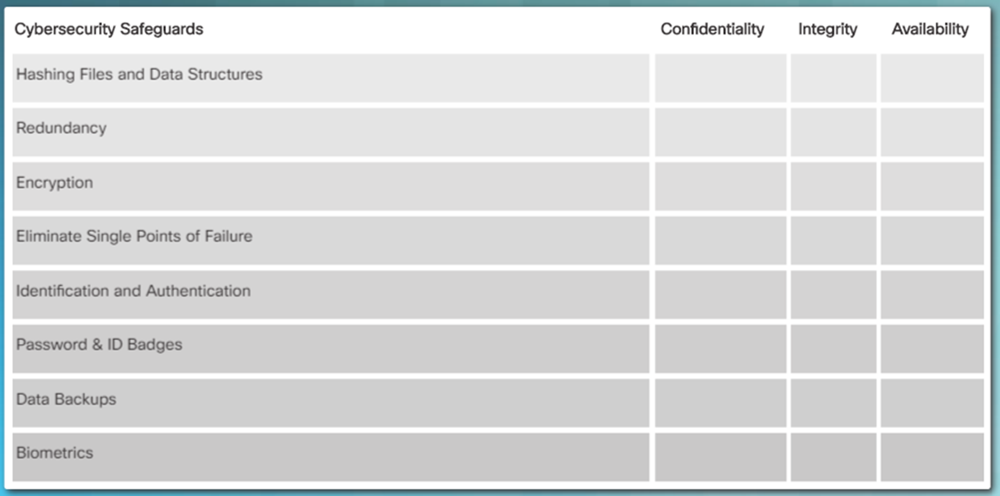 Cybersecurity Safeguards Confidentiality Integrity Availability
Hashing Files and Data Structures
Redundancy
Encryption
Eliminate Single Points of Failure
Identification and Authentication
Password & ID Badges
Data Backups
Biometrics